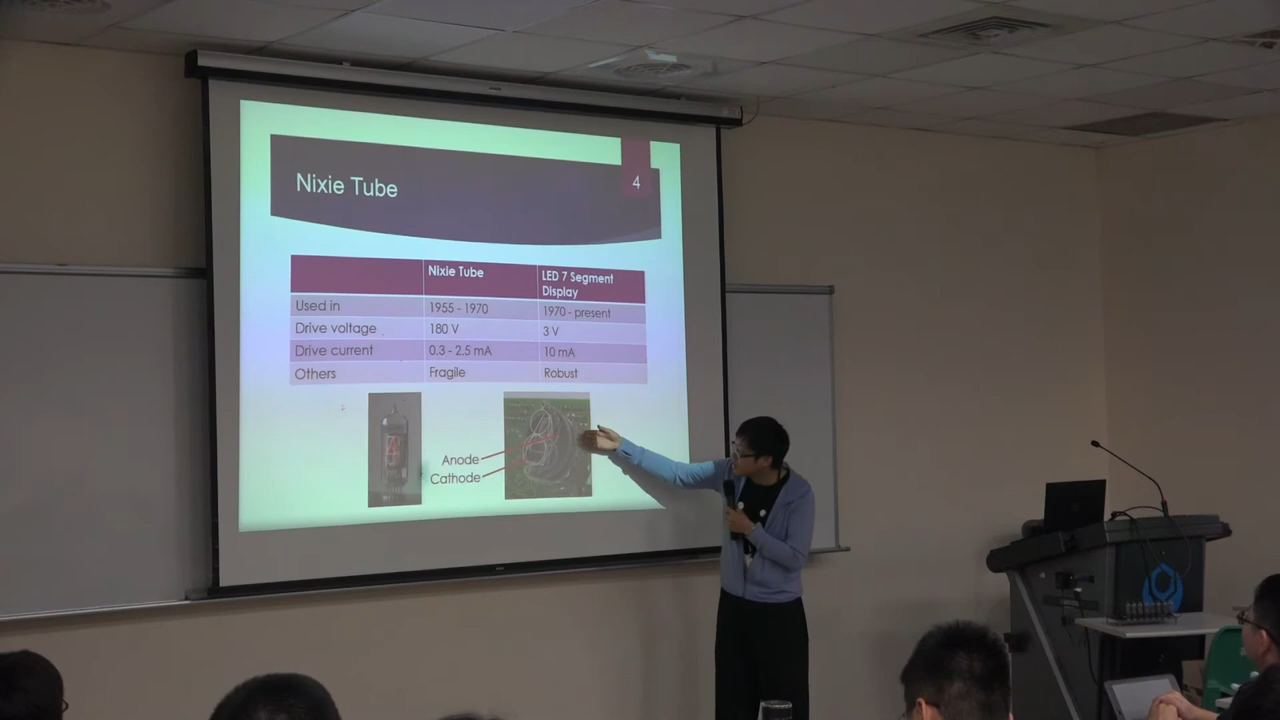 4
Nixie Tube
Nixie Tube LED 7 Segment
Display
Used in 1955 - 1970 1970 - present
Drive voltage 180 V 3 V
Drive current 0.3 - 2.5 mA 10 mA
Others Fragile Robust
Anode
Cathode